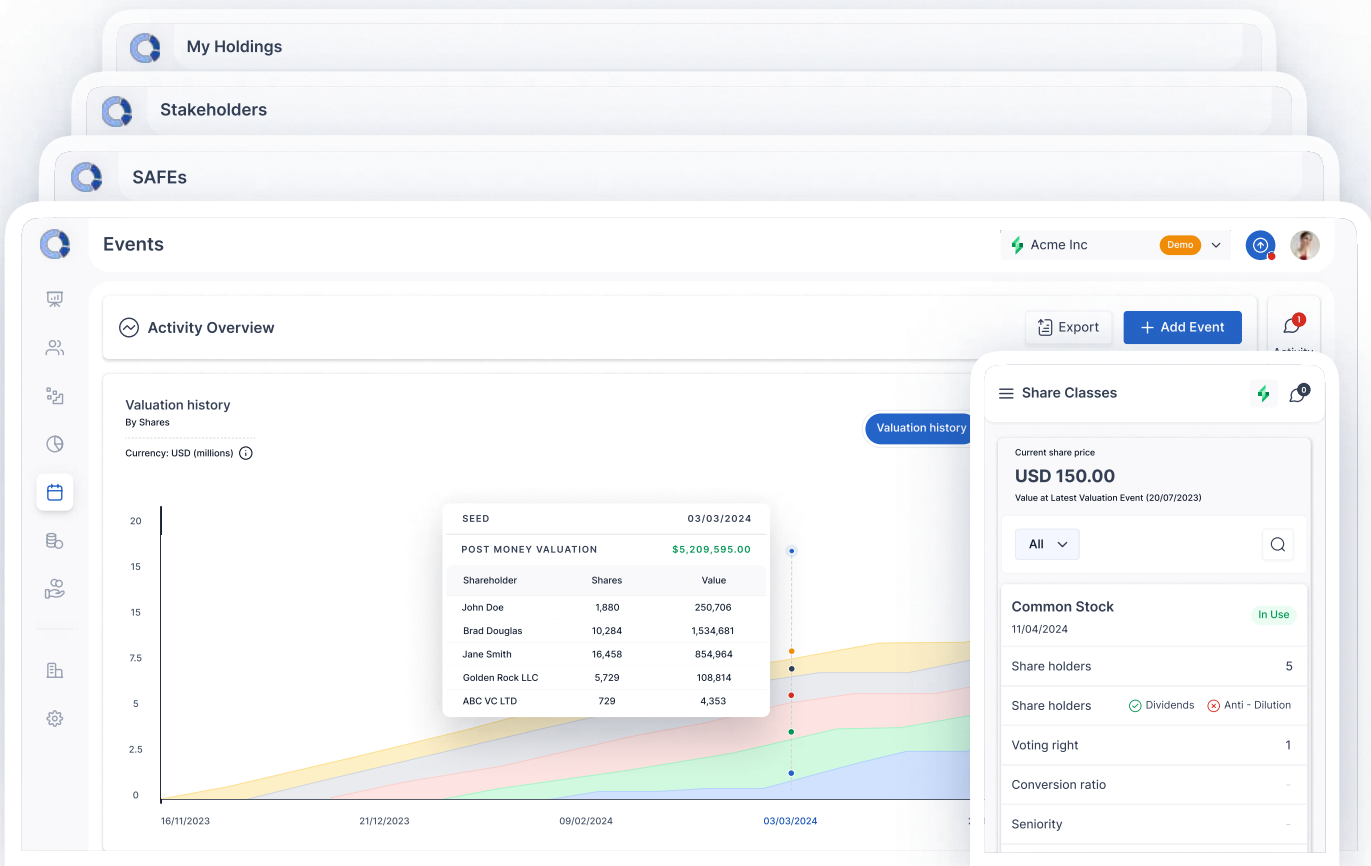 My Holdings
Stakeholders
SAFEs
Events
Acme Inc
Demo
Activity Overview
Export
Add Event
1
Activity
Valuation history
By Shares
Currency: USD (millions)
Valuation history
20
15
15
7.5
5
2.5
0
16/11/2023
21/12/2023
09/02/2024
03/03/2024
SEED 03/03/2024
POST MONEY VALUATION $5,209,595.00
Shareholder Shares Value
John Doe 1,880 250,706
Brad Douglas 10,284 1,534,681
Jane Smith 16,458 854,964
Golden Rock LLC 5,729 108,814
ABC VC LTD 729 4,353
Share Classes
0
Current share price
USD 150.00
Value at Latest Valuation Event (20/07/2023)
All
Common Stock
In Use
11/04/2024
Share holders 5
Share holders Dividends Anti - Dilution
Voting right 1
Conversion ratio -
Seniority -